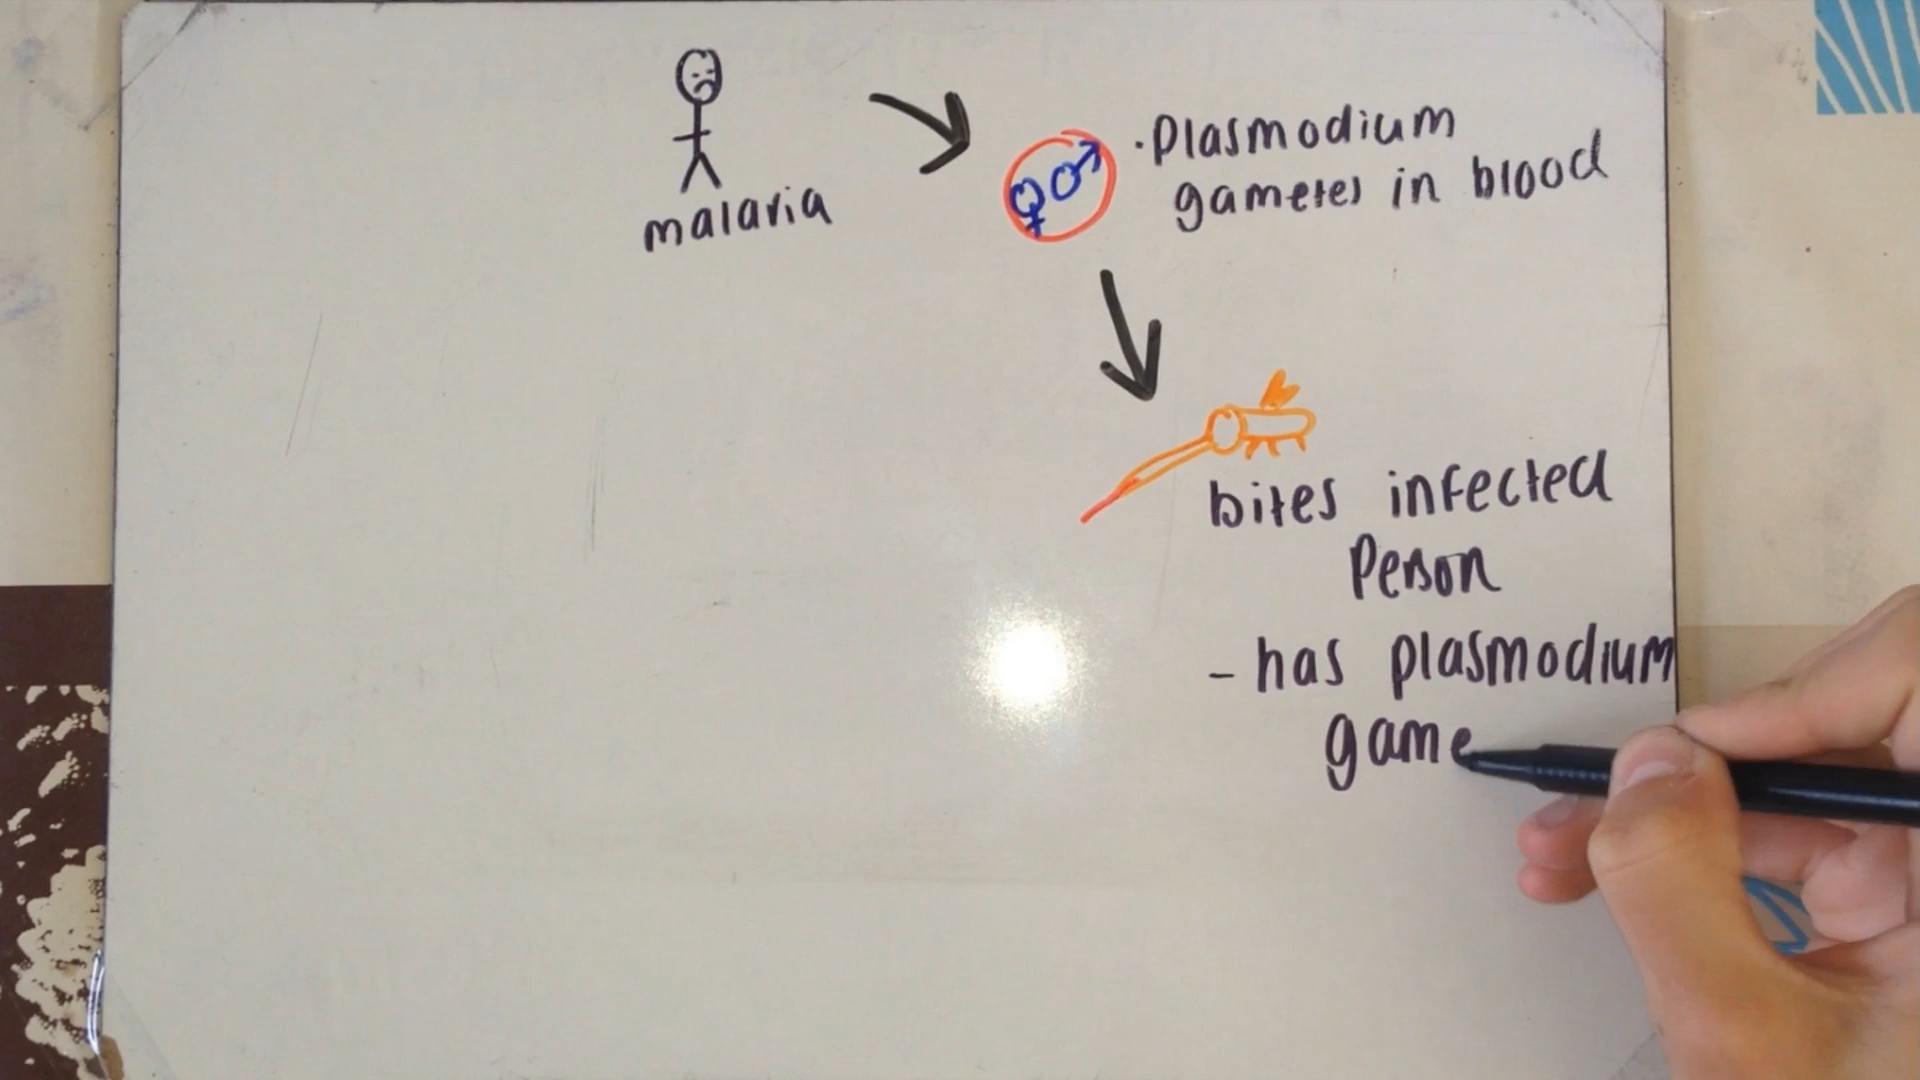 malaria
• Plasmodium
gametes in blood
bites infected
Person
- has plasmodium
game